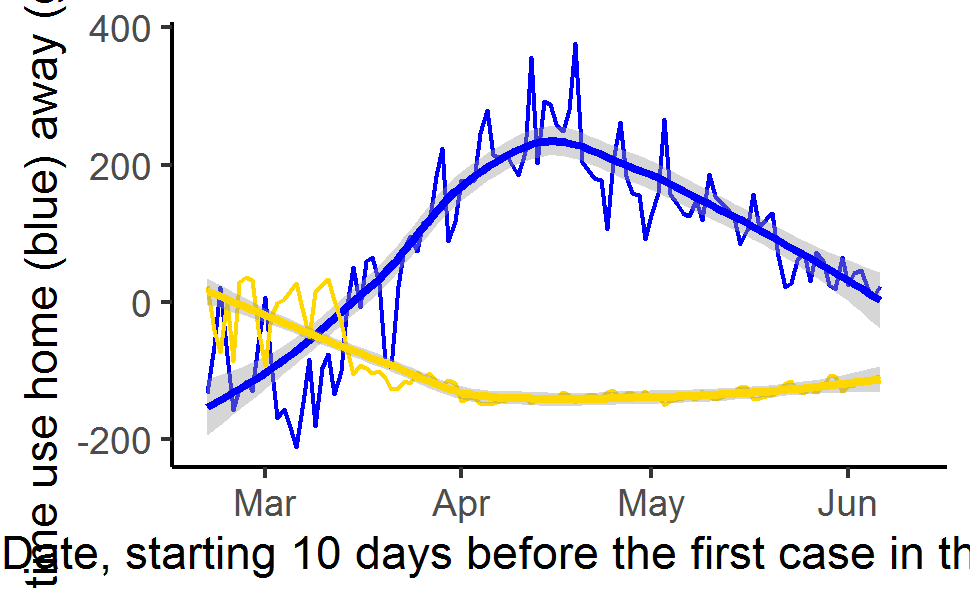 time use home (blue) away (
400
200
0
-200
Mar Apr May Jun
Date, starting 10 days before the first case in th